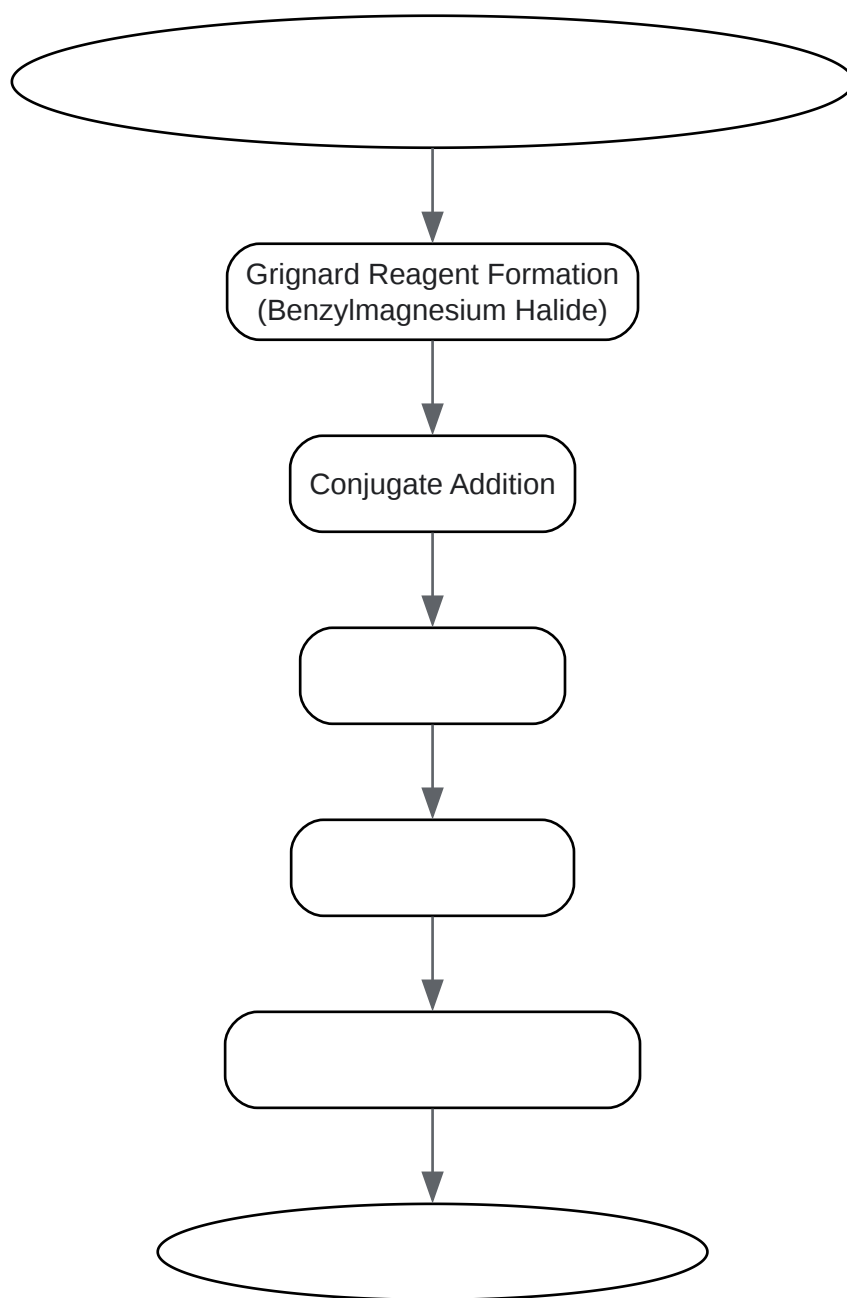 Grignard Reagent Formation
(Benzylmagnesium Halide)
Conjugate Addition